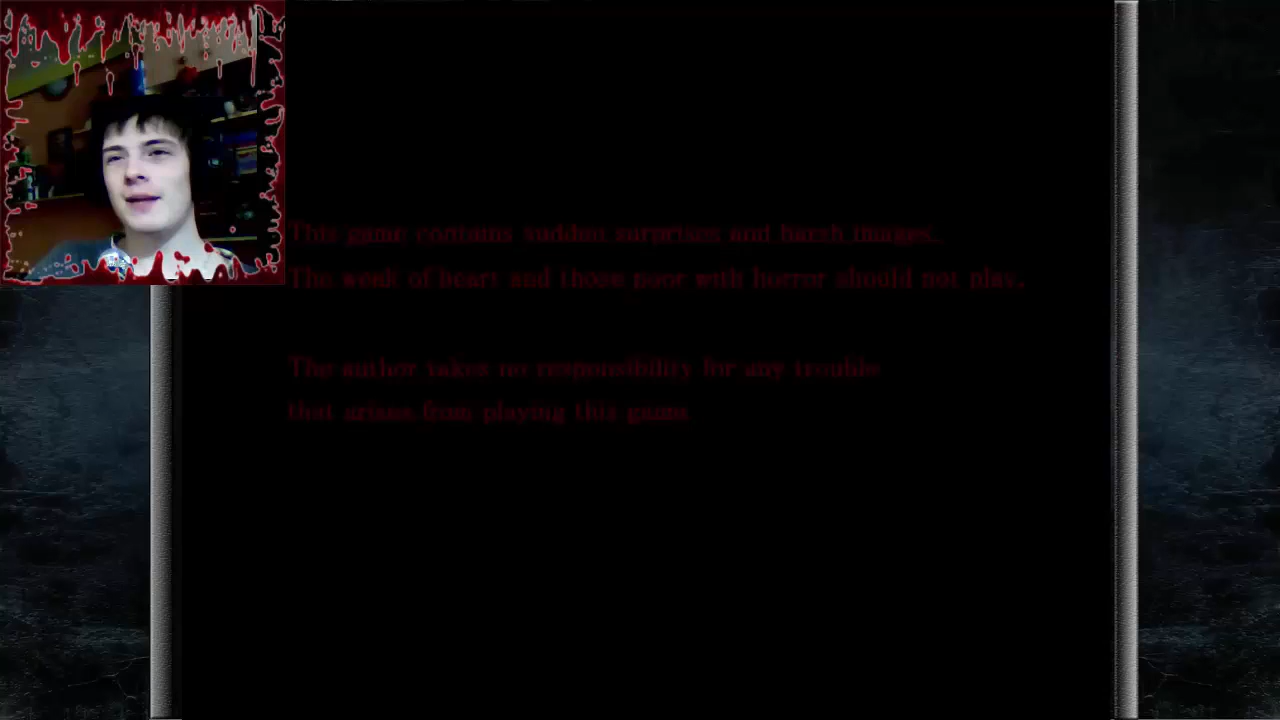 This game contains sudden surprises and harsh images.
The weak of heart and those poor with horror should not play.
The author takes no responsibility for any trouble
that arises from playing this game